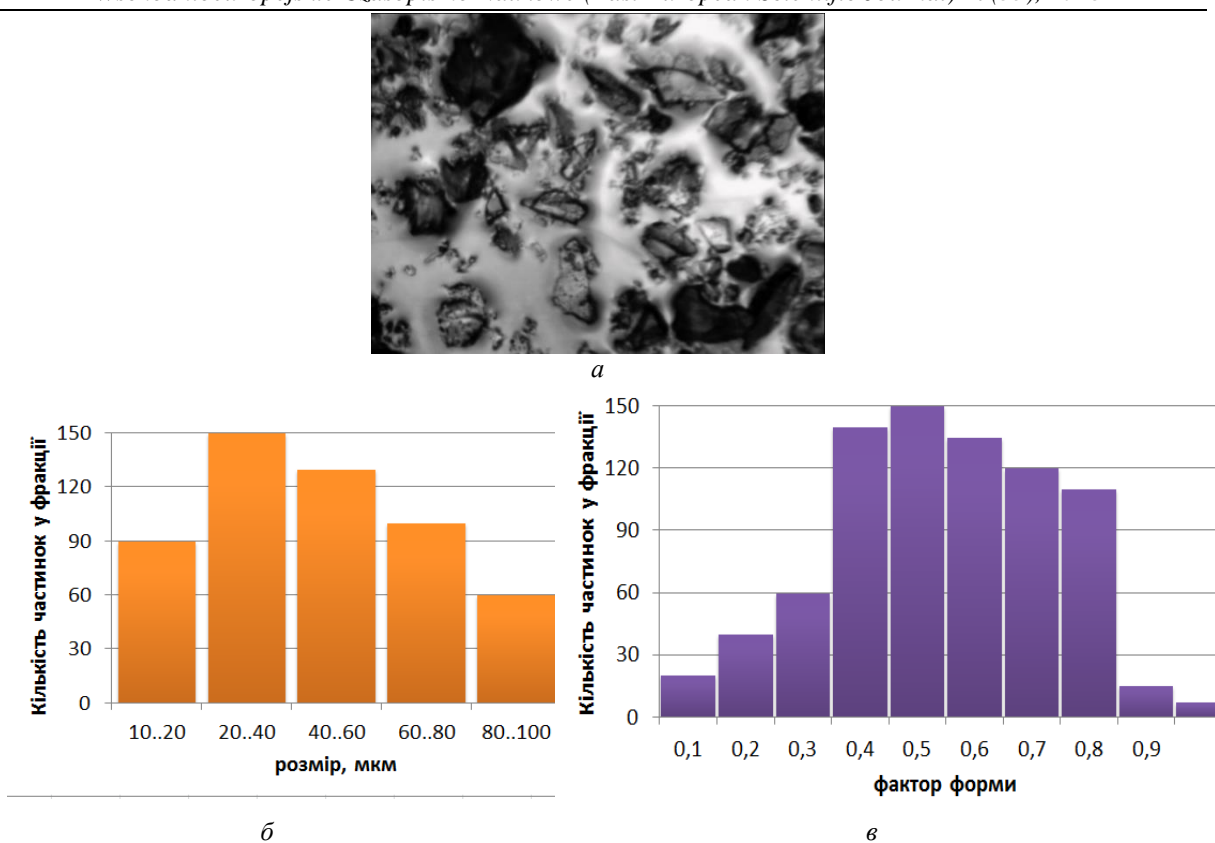 а
150
120
90
60
30
0
Кількість частинок у фракції
10..20 20..40 40..60 60..80 80..100
розмір, мкм
б
150
120
90
60
30
0
Кількість частинок у фракції
0,1 0,2 0,3 0,4 0,5 0,6 0,7 0,8 0,9
фактор форми
в